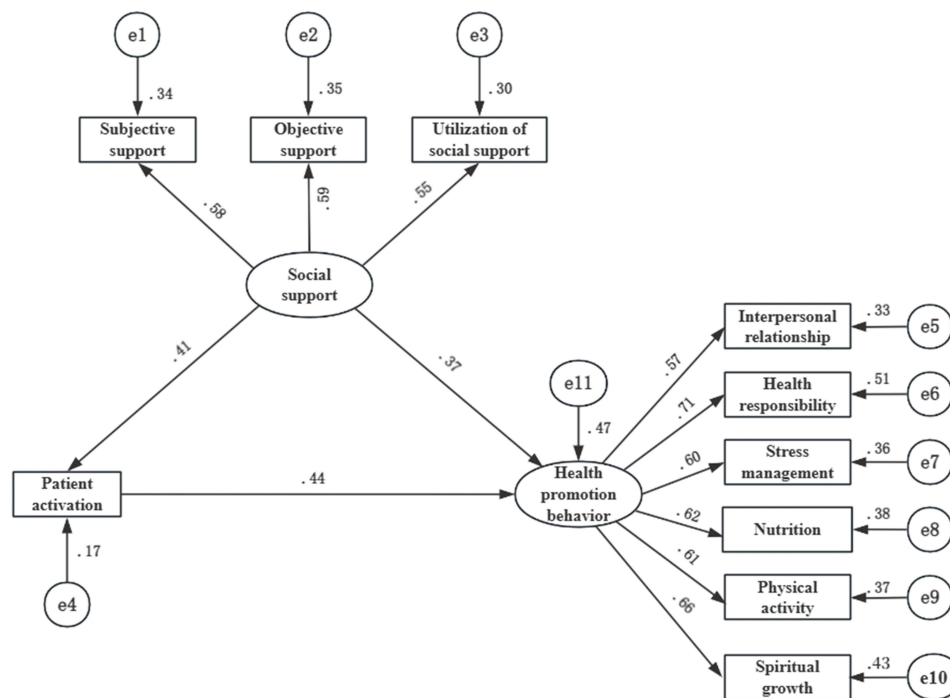 e1
e2
e3
.34
.35
.30
Subjective
support
Objective
support
Utilization of
social support
.58
.59
.55
Social
support
.41
.37
Patient
activation
.17
e4
.44
e11
.47
Health
promotion
behavior
.57
.71
.60
.62
.61
.66
Interpersonal
relationship
.33
e5
Health
responsibility
.51
e6
Stress
management
.36
e7
Nutrition
.38
e8
Physical
activity
.37
e9
Spiritual
growth
.43
e10